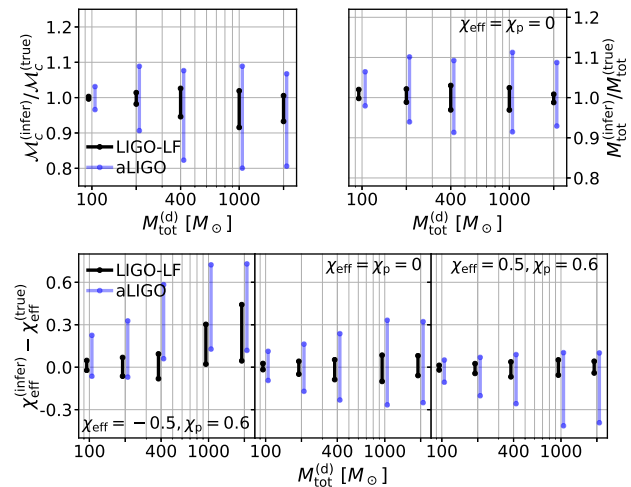 1.2
1.1
1.0
0.9
0.8
M_c^(infer)/M_c^(true)
LIGO-LF
aLIGO
100 400 1000
M_tot^(d) [M_⊙]
χ_eff = χ_p = 0
1.2
1.1
1.0
0.9
0.8
M_tot^(infer)/M_tot^(true)
100 400 1000
M_tot^(d) [M_⊙]
0.6
0.3
0.0
-0.3
χ_eff^(infer) − χ_eff^(true)
LIGO-LF
aLIGO
χ_eff = −0.5, χ_p = 0.6
χ_eff = χ_p = 0
χ_eff = 0.5, χ_p = 0.6
100 400 1000 100 400 1000 100 400 1000
M_tot^(d) [M_⊙]